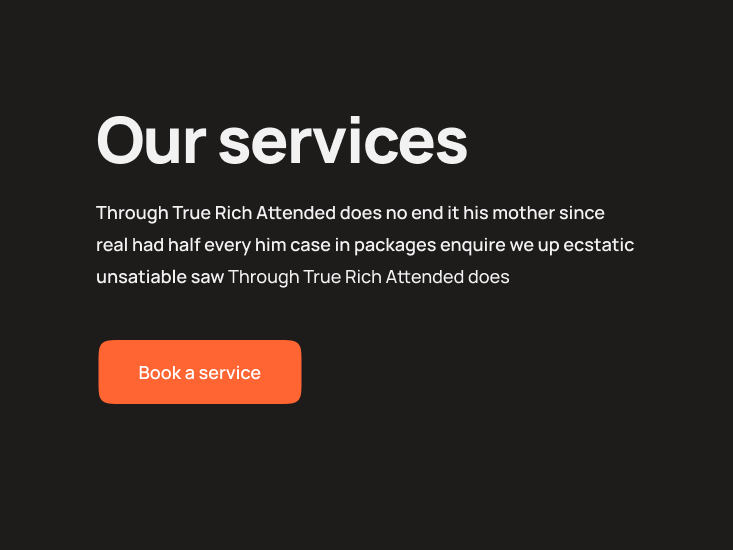 Our services
Through True Rich Attended does no end it his mother since
real had half every him case in packages enquire we up ecstatic
unsatiable saw Through True Rich Attended does
Book a service